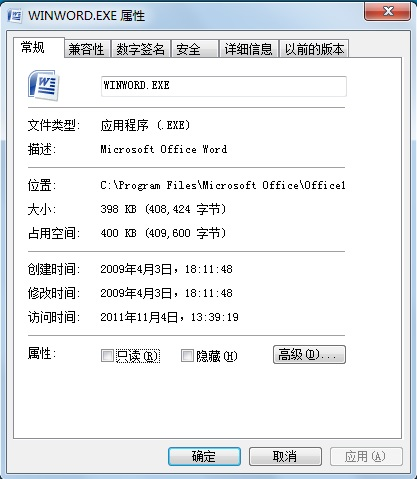 WINWORD.EXE 属性
常规 兼容性 数字签名 安全 详细信息 以前的版本
WINWORD.EXE
文件类型: 应用程序 (.EXE)
描述: Microsoft Office Word
位置: C:\Program Files\Microsoft Office\Office1
大小: 398 KB (408,424 字节)
占用空间: 400 KB (409,600 字节)
创建时间: 2009年4月3日，18:11:48
修改时间: 2009年4月3日，18:11:48
访问时间: 2011年11月4日，13:39:19
属性: 只读(R) 隐藏(H) 高级(D)...
确定 取消 应用(A)